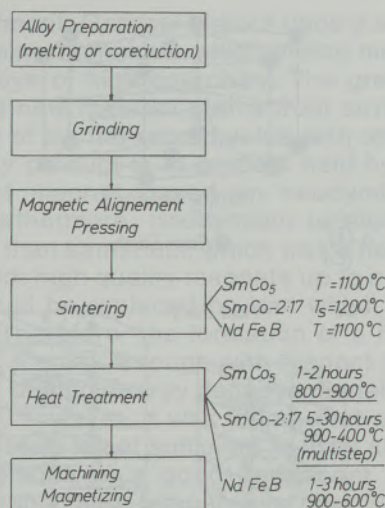 Alloy Preparation
(melting or coreduction)
Grinding
Magnetic Alignement
Pressing
Sintering
SmCo5 T = 1100°C
SmCo-2:17 Ts = 1200°C
Nd Fe B T = 1100°C
Heat Treatment
SmCo5 1-2 hours
800-900°C
SmCo-2:17 5-30 hours
900-400°C
(multistep)
Nd Fe B 1-3 hours
900-600°C
Machining
Magnetizing